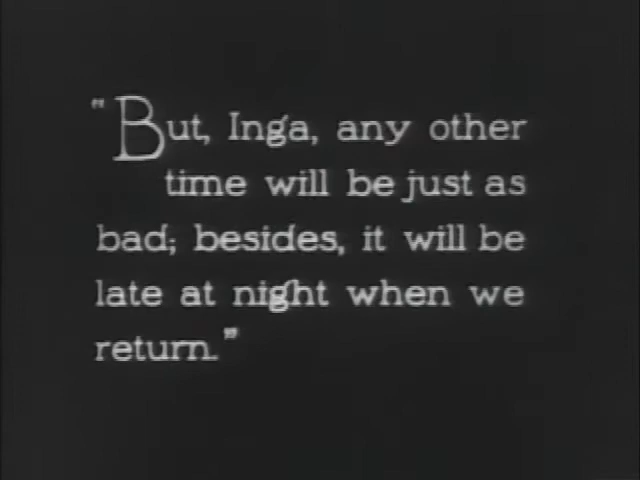 "But, Inga, any other
time will be just as
bad; besides, it will be
late at night when we
return."